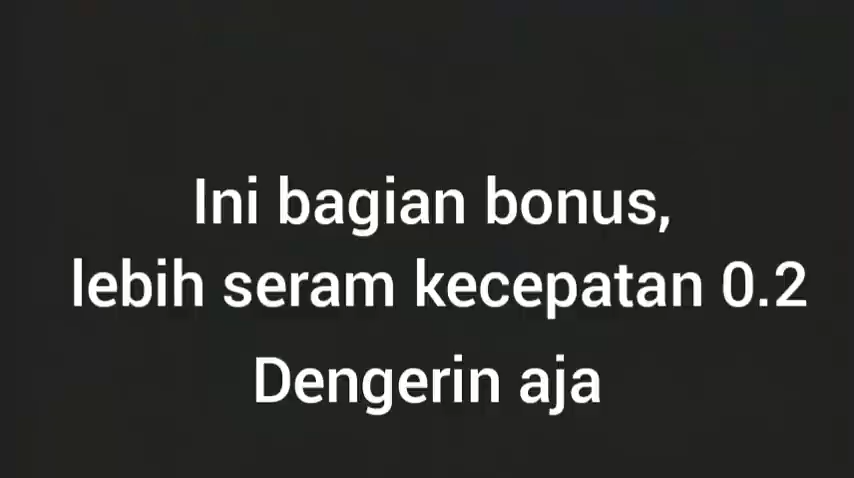 Ini bagian bonus,
lebih seram kecepatan 0.2
Dengerin aja